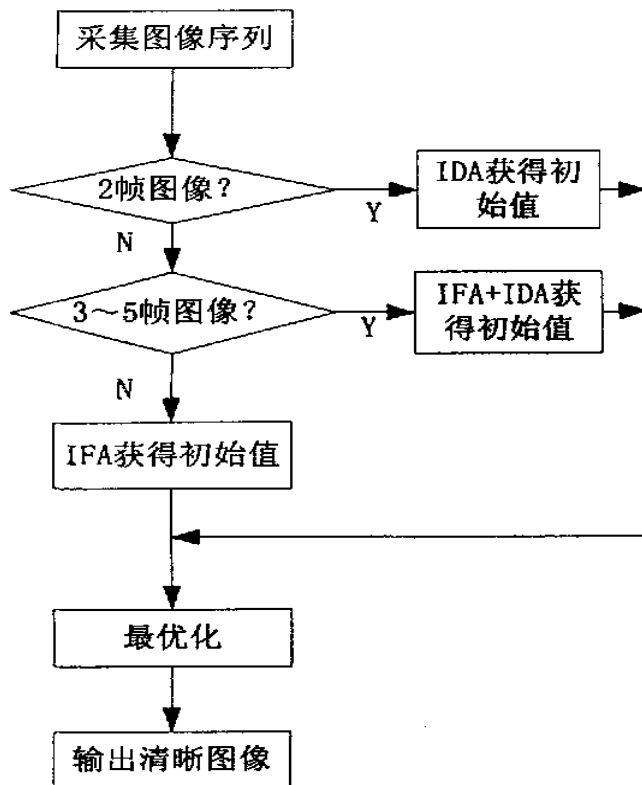 采集图像序列
2帧图像？
Y
IDA获得初
始值
N
3～5帧图像？
Y
IFA+IDA获
得初始值
N
IFA获得初始值
最优化
输出清晰图像